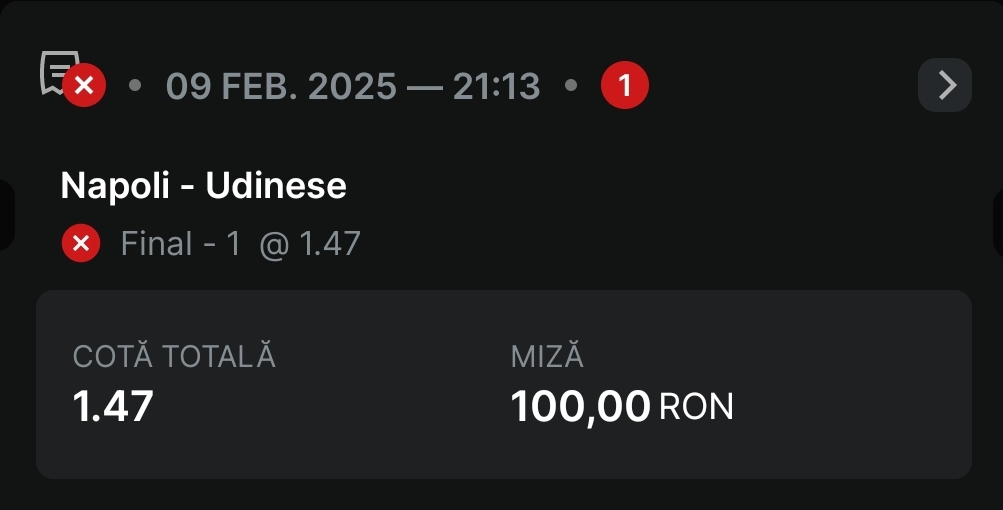 • 09 FEB. 2025 — 21:13 • 1
Napoli - Udinese
Final - 1 @ 1.47
COTĂ TOTALĂ MIZĂ
1.47 100,00 RON